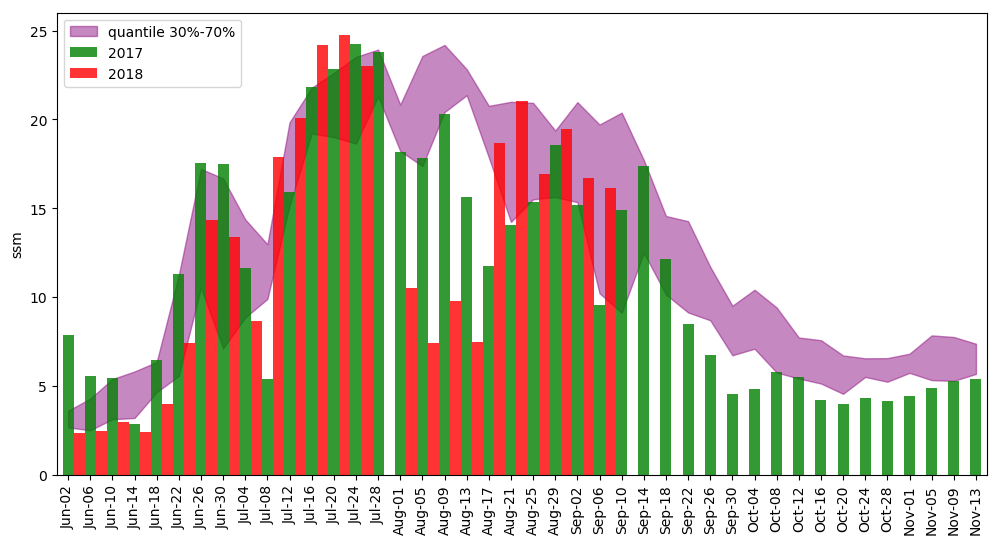 quantile 30%-70%
2017
2018
ssm
25
20
15
10
5
0
Jun-02
Jun-06
Jun-10
Jun-14
Jun-18
Jun-22
Jun-26
Jun-30
Jul-04
Jul-08
Jul-12
Jul-16
Jul-20
Jul-24
Jul-28
Aug-01
Aug-05
Aug-09
Aug-13
Aug-17
Aug-21
Aug-25
Aug-29
Sep-02
Sep-06
Sep-10
Sep-14
Sep-18
Sep-22
Sep-26
Sep-30
Oct-04
Oct-08
Oct-12
Oct-16
Oct-20
Oct-24
Oct-28
Nov-01
Nov-05
Nov-09
Nov-13